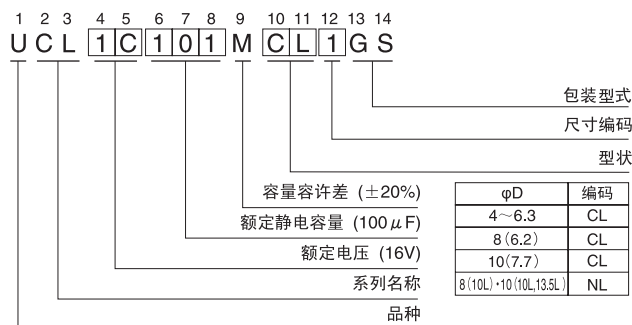 1 2 3 4 5 6 7 8 9 10 11 12 13 14
U C L 1 C 1 0 1 M C L 1 G S
包装型式
尺寸编码
型状
容量容许差 (±20%)
额定静电容量 (100μF)
额定电压 (16V)
系列名称
品种
φD 编码
4～6.3 CL
8(6.2) CL
10(7.7) CL
8(10L)•10(10L,13.5L) NL